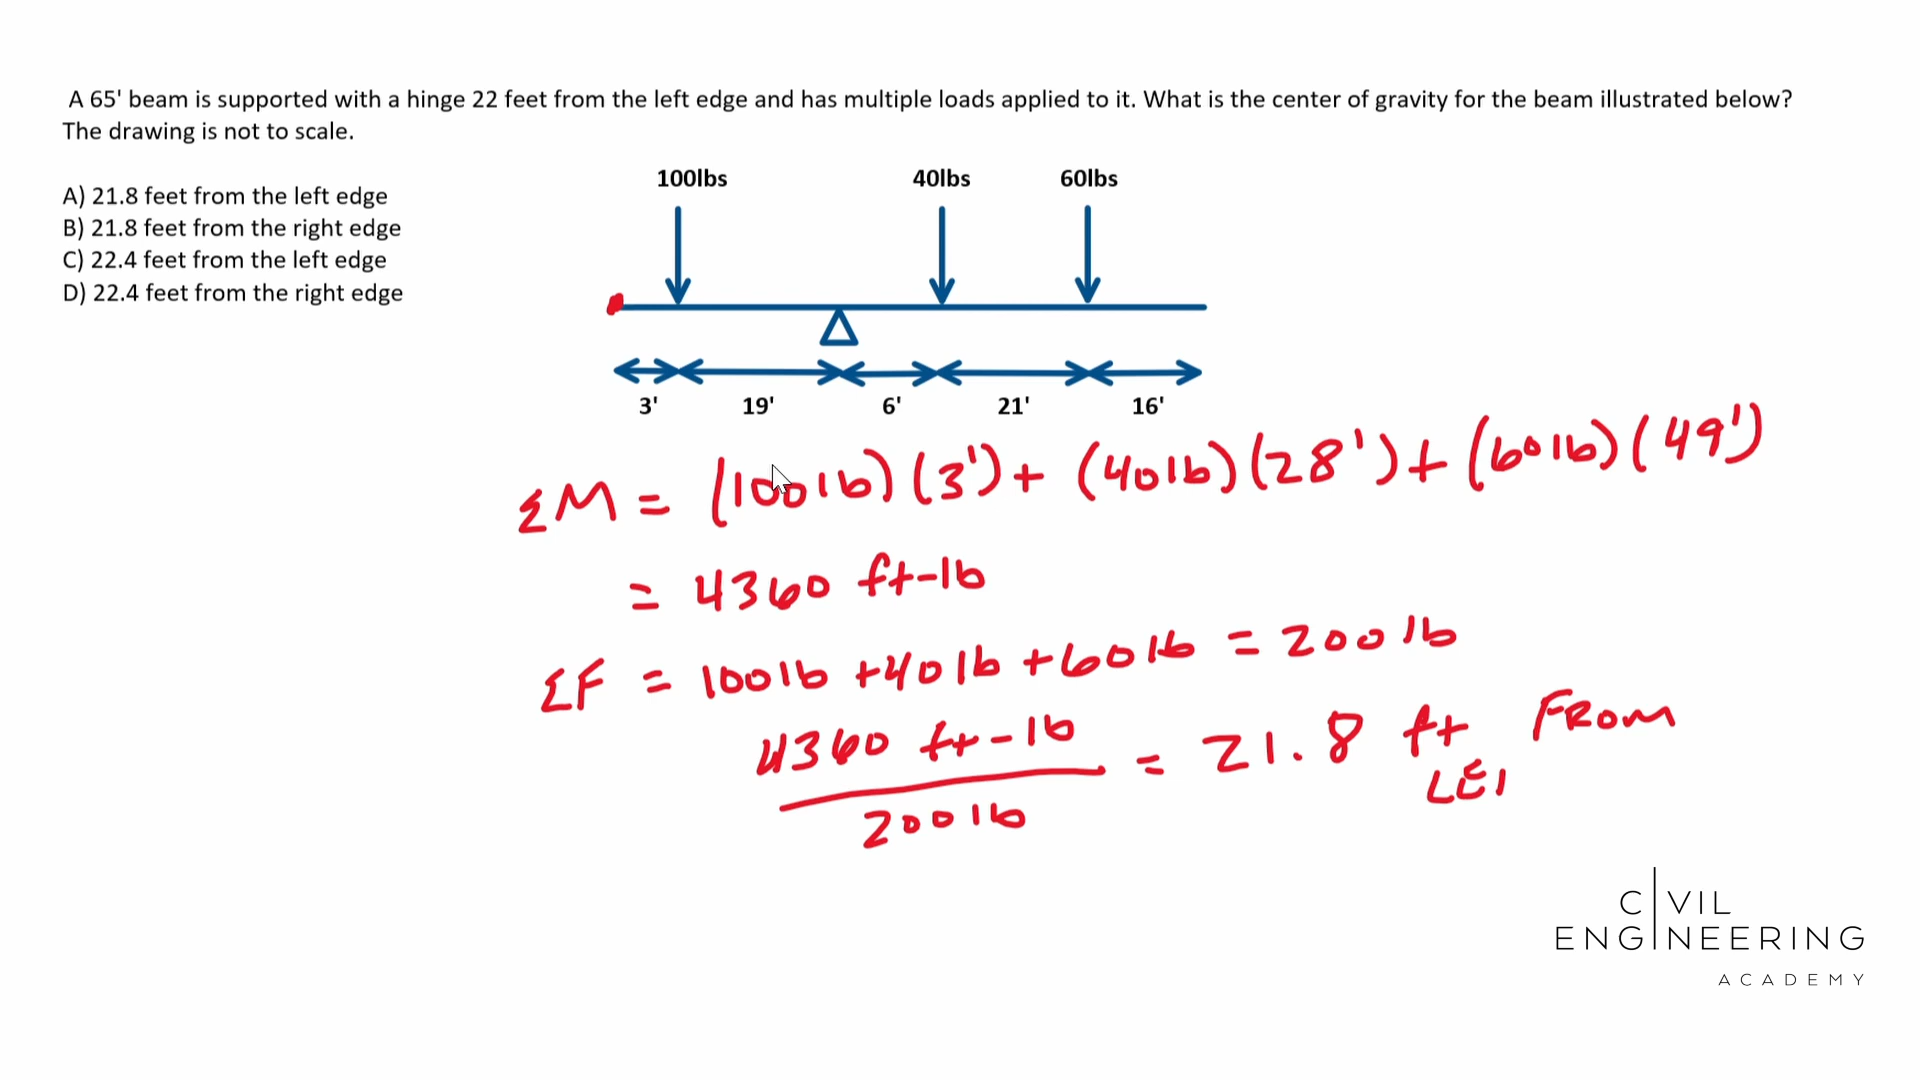 A 65' beam is supported with a hinge 22 feet from the left edge and has multiple loads applied to it. What is the center of gravity for the beam illustrated below?
The drawing is not to scale.
A) 21.8 feet from the left edge
B) 21.8 feet from the right edge
C) 22.4 feet from the left edge
D) 22.4 feet from the right edge
100lbs 40lbs 60lbs
3' 19' 6' 21' 16'
ΣM = (100lb)(3') + (40lb)(28') + (60lb)(49')
= 4360 ft-lb
ΣF = 100lb + 40lb + 60lb = 200lb
4360 ft-lb
200lb
= 21.8 ft FROM
LEI
CIVIL
ENGINEERING
ACADEMY